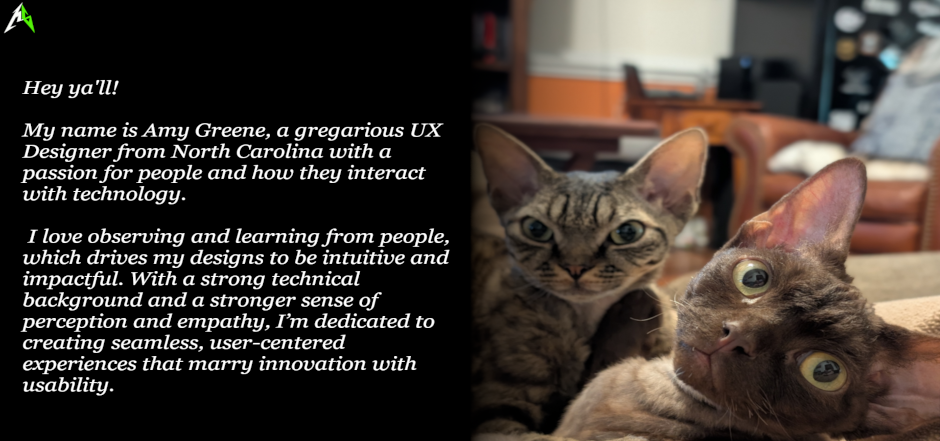 Hey ya'll!
My name is Amy Greene, a gregarious UX
Designer from North Carolina with a
passion for people and how they interact
with technology.
I love observing and learning from people,
which drives my designs to be intuitive and
impactful. With a strong technical
background and a stronger sense of
perception and empathy, I’m dedicated to
creating seamless, user-centered
experiences that marry innovation with
usability.